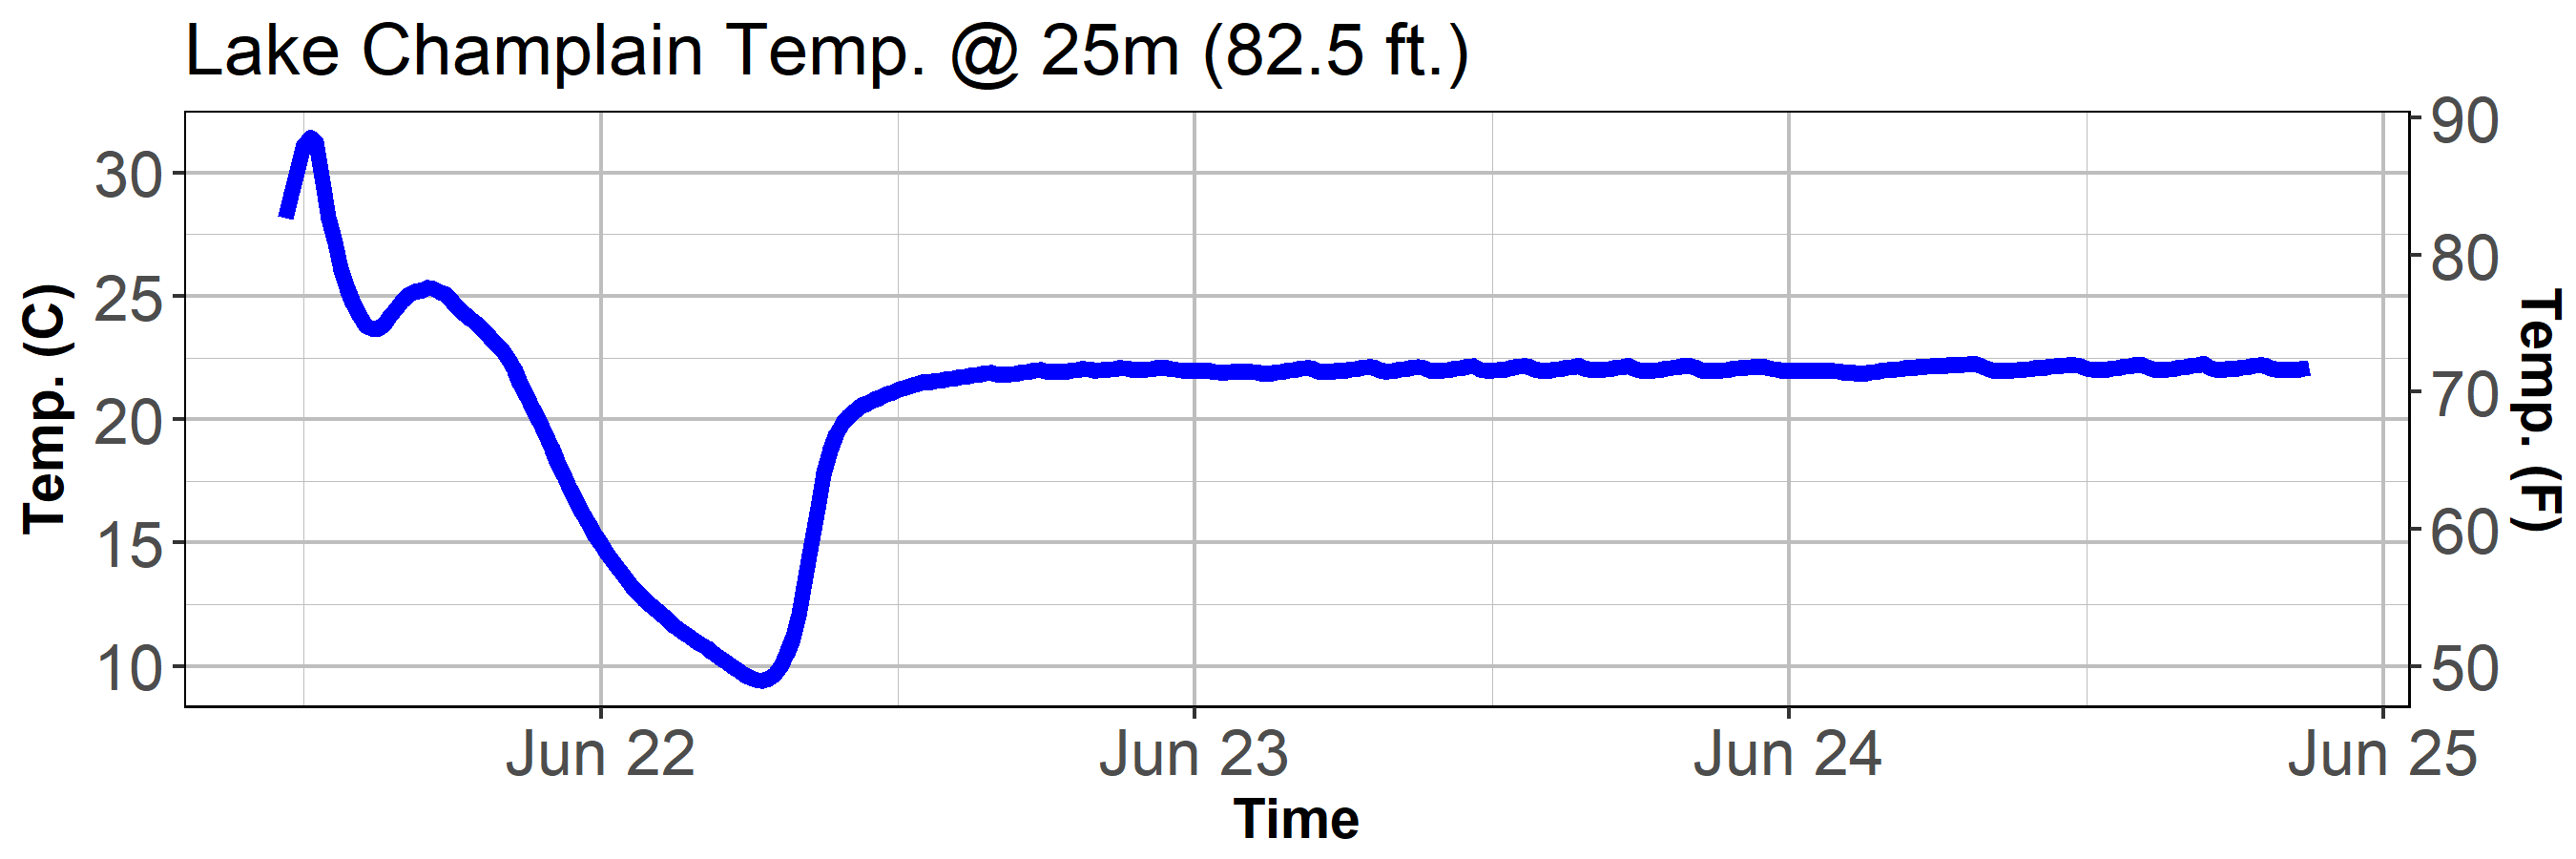 Lake Champlain Temp. @ 25m (82.5 ft.)
Temp. (C)
30
25
20
15
10
90
80
70
60
50
Temp. (F)
Jun 22 Jun 23 Jun 24 Jun 25
Time